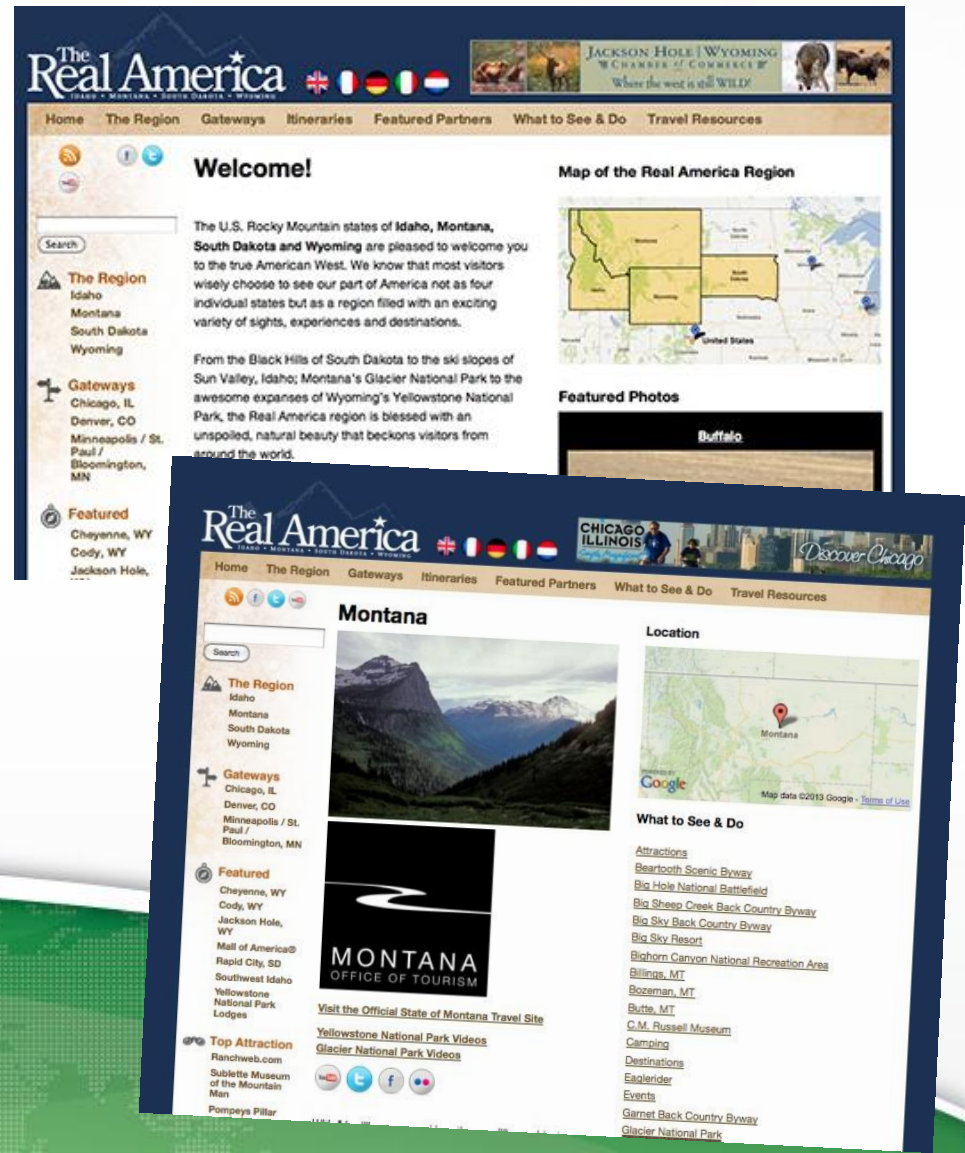 The
Real America
IDAHO • MONTANA • SOUTH DAKOTA • WYOMING
JACKSON HOLE | WYOMING
CHAMBER of COMMERCE
Where the west is still WILD!
Home The Region Gateways Itineraries Featured Partners What to See & Do Travel Resources
Search
The Region
Idaho
Montana
South Dakota
Wyoming
Gateways
Chicago, IL
Denver, CO
Minneapolis / St.
Paul /
Bloomington,
MN
Featured
Cheyenne, WY
Cody, WY
Jackson Hole,
Welcome!
The U.S. Rocky Mountain states of Idaho, Montana,
South Dakota and Wyoming are pleased to welcome you
to the true American West. We know that most visitors
wisely choose to see our part of America not as four
individual states but as a region filled with an exciting
variety of sights, experiences and destinations.
From the Black Hills of South Dakota to the ski slopes of
Sun Valley, Idaho; Montana's Glacier National Park to the
awesome expanses of Wyoming's Yellowstone National
Park, the Real America region is blessed with an
unspoiled, natural beauty that beckons visitors from
around the world.
Map of the Real America Region
United States
Featured Photos
Buffalo
The
Real America
IDAHO • MONTANA • SOUTH DAKOTA • WYOMING
CHICAGO
ILLINOIS
Discover Chicago
Home The Region Gateways Itineraries Featured Partners What to See & Do Travel Resources
Search
The Region
Idaho
Montana
South Dakota
Wyoming
Gateways
Chicago, IL
Denver, CO
Minneapolis / St.
Paul /
Bloomington, MN
Featured
Cheyenne, WY
Cody, WY
Jackson Hole,
WY
Mall of America®
Rapid City, SD
Southwest Idaho
Yellowstone
National Park
Lodges
Top Attraction
Ranchweb.com
Sublette Museum
of the Mountain
Man
Pompeys Pillar
Montana
MONTANA
OFFICE OF TOURISM
Visit the Official State of Montana Travel Site
Yellowstone National Park Videos
Glacier National Park Videos
Location
Montana
POWERED BY
Google
Map data ©2013 Google - Terms of Use
What to See & Do
Attractions
Beartooth Scenic Byway
Big Hole National Battlefield
Big Sheep Creek Back Country Byway
Big Sky Back Country Byway
Big Sky Resort
Bighorn Canyon National Recreation Area
Billings, MT
Bozeman, MT
Butte, MT
C.M. Russell Museum
Camping
Destinations
Eaglerider
Events
Garnet Back Country Byway
Glacier National Park